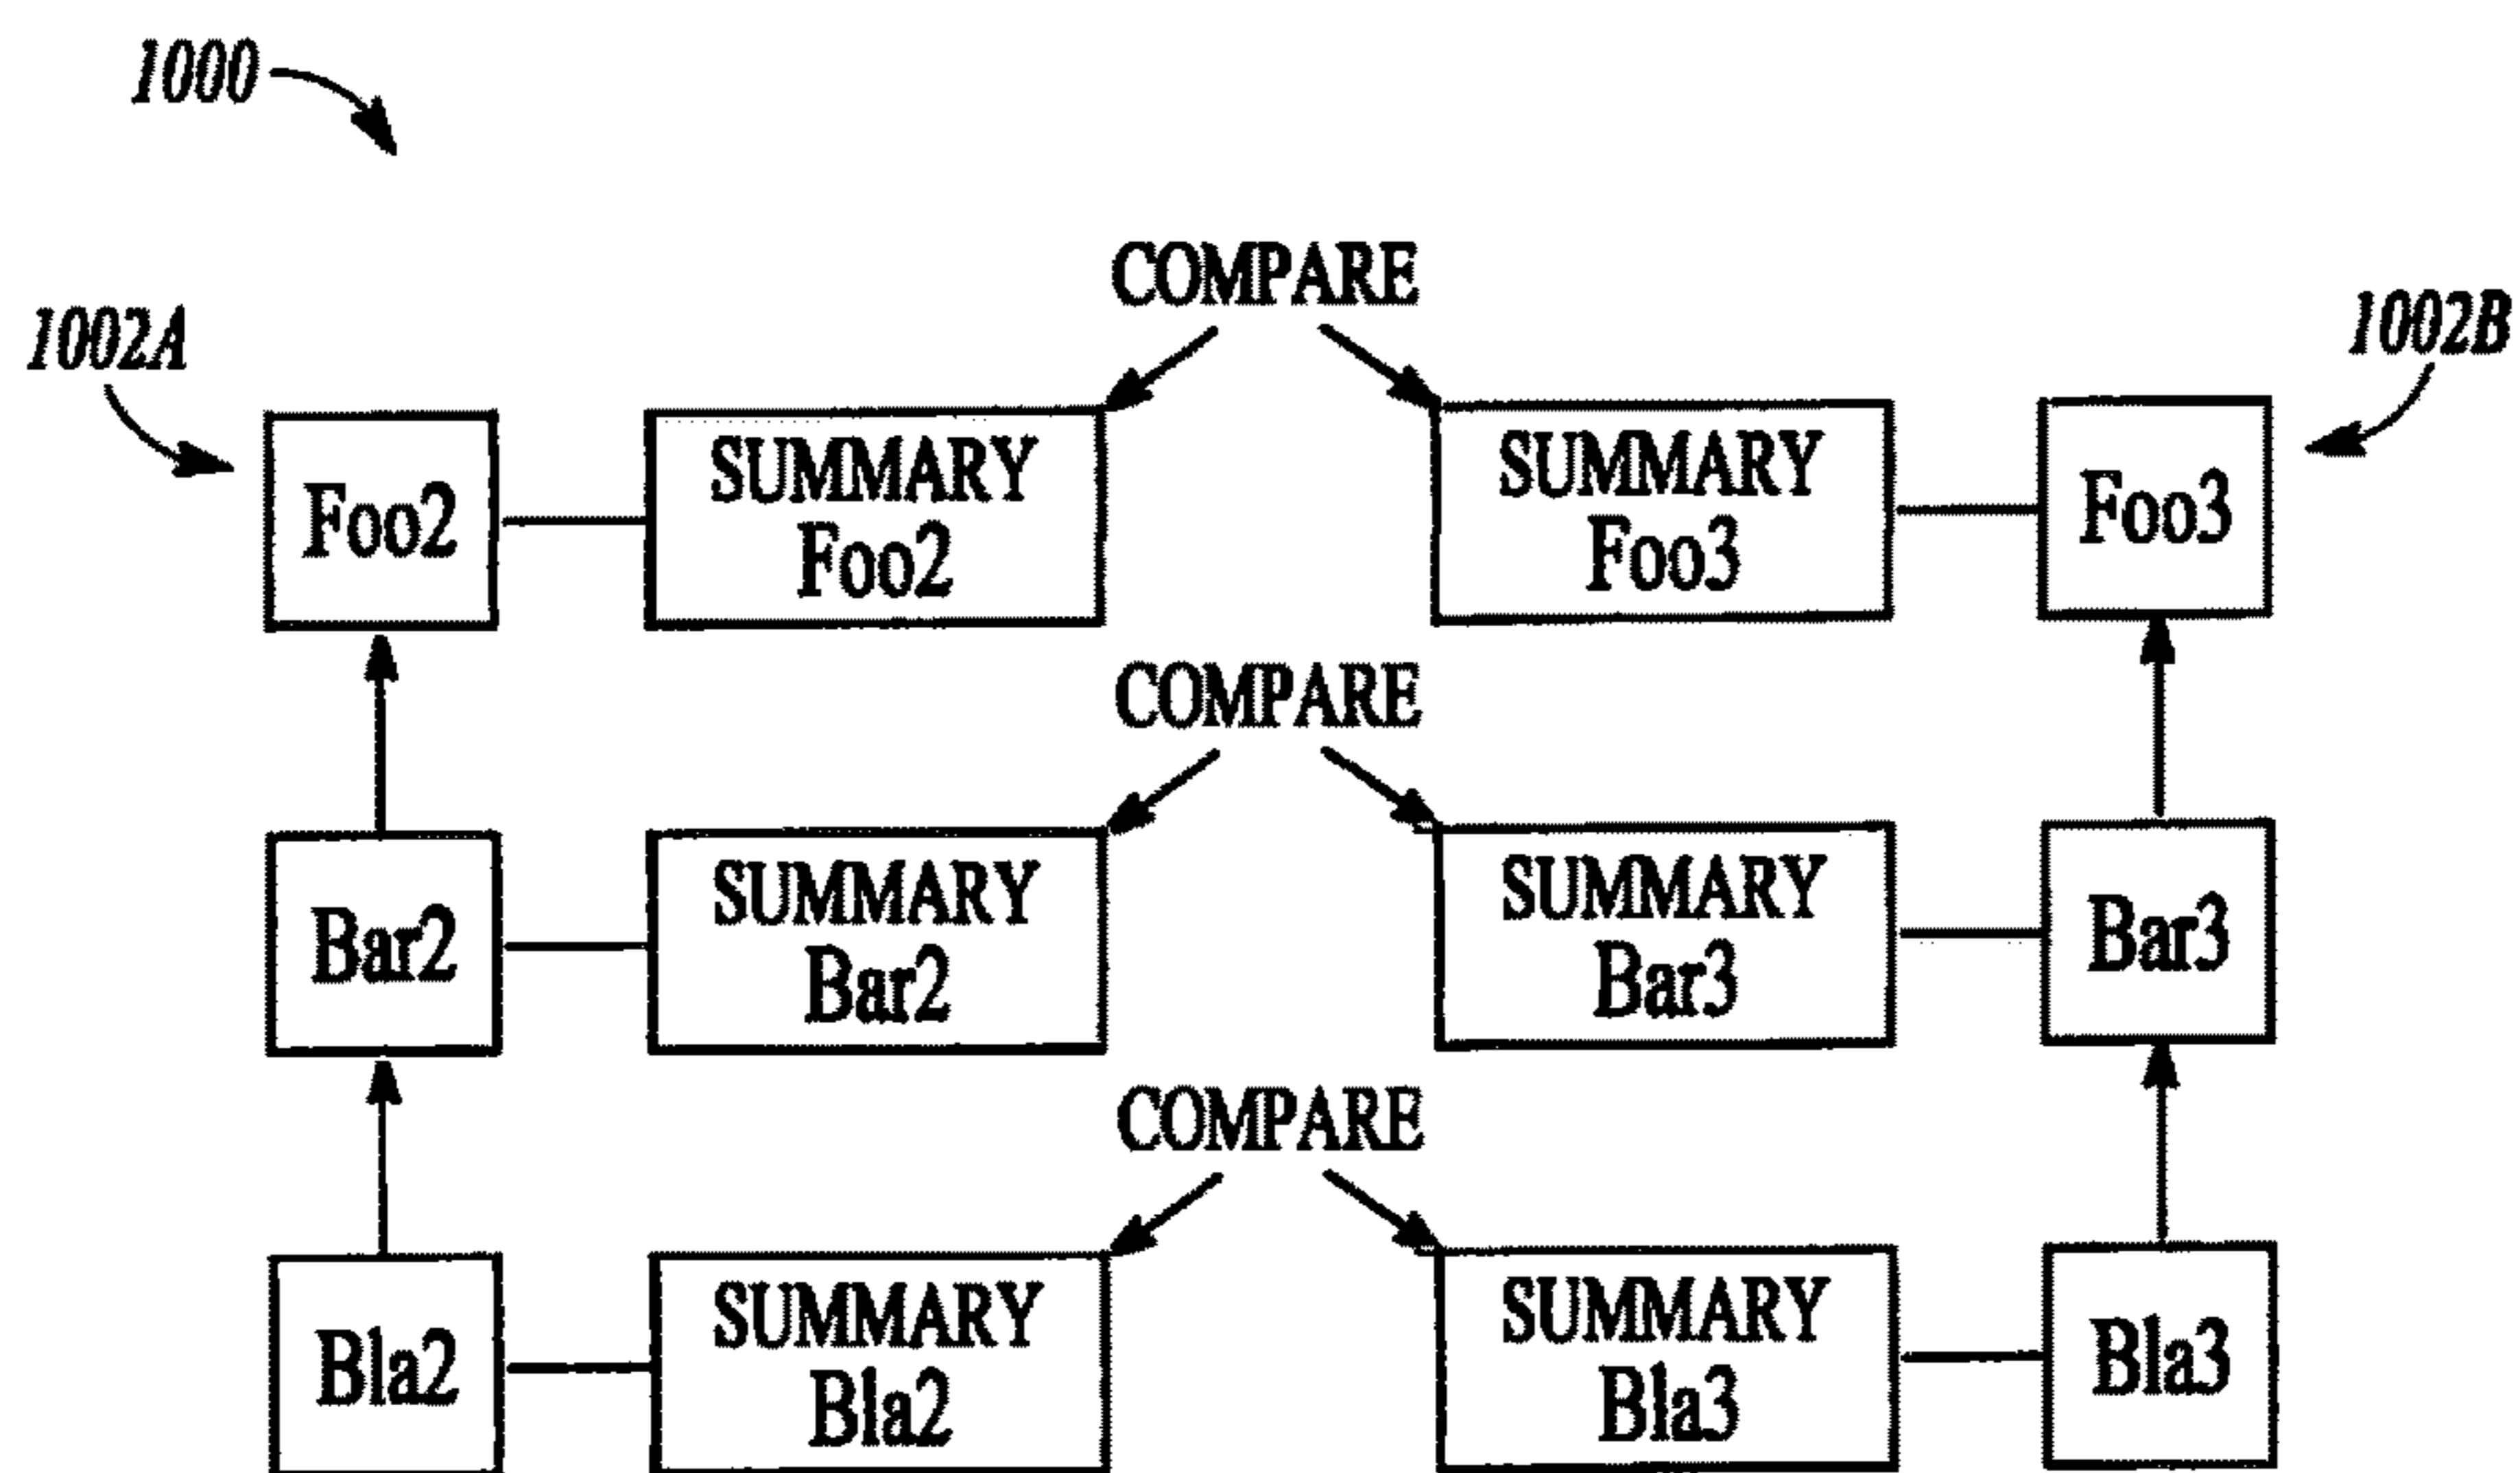 1000
COMPARE
1002A
1002B
Foo2
SUMMARY
Foo2
SUMMARY
Foo3
Foo3
COMPARE
Bar2
SUMMARY
Bar2
SUMMARY
Bar3
Bar3
COMPARE
Bla2
SUMMARY
Bla2
SUMMARY
Bla3
Bla3